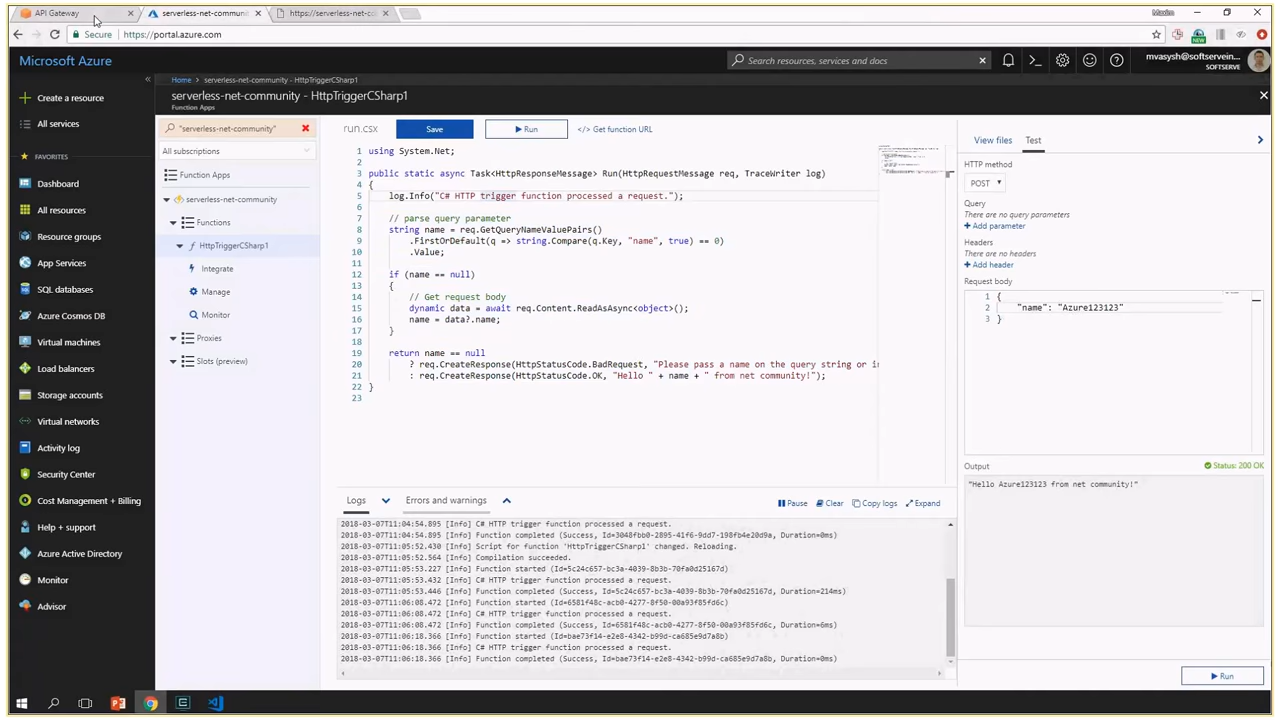 API Gateway
serverless-net-communit
https://serverless-net-co
Maxim
Secure
https://portal.azure.com
NEW
Microsoft Azure
Search resources, services and docs
mvasysh@softservein...
SOFTSERVE
Create a resource
All services
FAVORITES
Dashboard
All resources
Resource groups
App Services
SQL databases
Azure Cosmos DB
Virtual machines
Load balancers
Storage accounts
Virtual networks
Activity log
Security Center
Cost Management + Billing
Help + support
Azure Active Directory
Monitor
Advisor
Home > serverless-net-community - HttpTriggerCSharp1
serverless-net-community - HttpTriggerCSharp1
Function Apps
"serverless-net-community"
All subscriptions
Function Apps
serverless-net-community
Functions
HttpTriggerCSharp1
Integrate
Manage
Monitor
Proxies
Slots (preview)
run.csx
Save
Run
</> Get function URL
1 using System.Net;
2
3 public static async Task<HttpResponseMessage> Run(HttpRequestMessage req, TraceWriter log)
4 {
5 log.Info("C# HTTP trigger function processed a request.");
6
7 // parse query parameter
8 string name = req.GetQueryNameValuePairs()
9 .FirstOrDefault(q => string.Compare(q.Key, "name", true) == 0)
10 .Value;
11
12 if (name == null)
13 {
14 // Get request body
15 dynamic data = await req.Content.ReadAsAsync<object>();
16 name = data?.name;
17 }
18
19 return name == null
20 ? req.CreateResponse(HttpStatusCode.BadRequest, "Please pass a name on the query string or i
21 : req.CreateResponse(HttpStatusCode.OK, "Hello " + name + " from net community!");
22 }
23
Logs
Errors and warnings
Pause
Clear
Copy logs
Expand
2018-03-07T11:04:54.895 [Info] C# HTTP trigger function processed a request.
2018-03-07T11:04:54.895 [Info] Function completed (Success, Id=3048fbb0-2895-41f6-9dd7-198fb4e20d9a, Duration=0ms)
2018-03-07T11:05:52.430 [Info] Script for function 'HttpTriggerCSharp1' changed. Reloading.
2018-03-07T11:05:52.564 [Info] Compilation succeeded.
2018-03-07T11:05:53.227 [Info] Function started (Id=5c24c657-bc3a-4039-8b3b-70fa0d25167d)
2018-03-07T11:05:53.432 [Info] C# HTTP trigger function processed a request.
2018-03-07T11:05:53.432 [Info] Function completed (Success, Id=5c24c657-bc3a-4039-8b3b-70fa0d25167d, Duration=214ms)
2018-03-07T11:06:08.472 [Info] Function started (Id=6581f48c-acb0-4277-8f50-00a93f85fd6c)
2018-03-07T11:06:08.472 [Info] C# HTTP trigger function processed a request.
2018-03-07T11:06:08.472 [Info] Function completed (Success, Id=6581f48c-acb0-4277-8f50-00a93f85fd6c, Duration=6ms)
2018-03-07T11:06:18.366 [Info] Function started (Id=bae73f14-e2e8-4342-b99d-ca685e9d7a8b)
2018-03-07T11:06:18.366 [Info] C# HTTP trigger function processed a request.
2018-03-07T11:06:18.366 [Info] Function completed (Success, Id=bae73f14-e2e8-4342-b99d-ca685e9d7a8b, Duration=0ms)
View files
Test
HTTP method
POST
Query
There are no query parameters
+ Add parameter
Headers
There are no headers
+ Add header
Request body
1 {
2 "name": "Azure123123"
3 }
Output
Status: 200 OK
"Hello Azure123123 from net community!"
Run